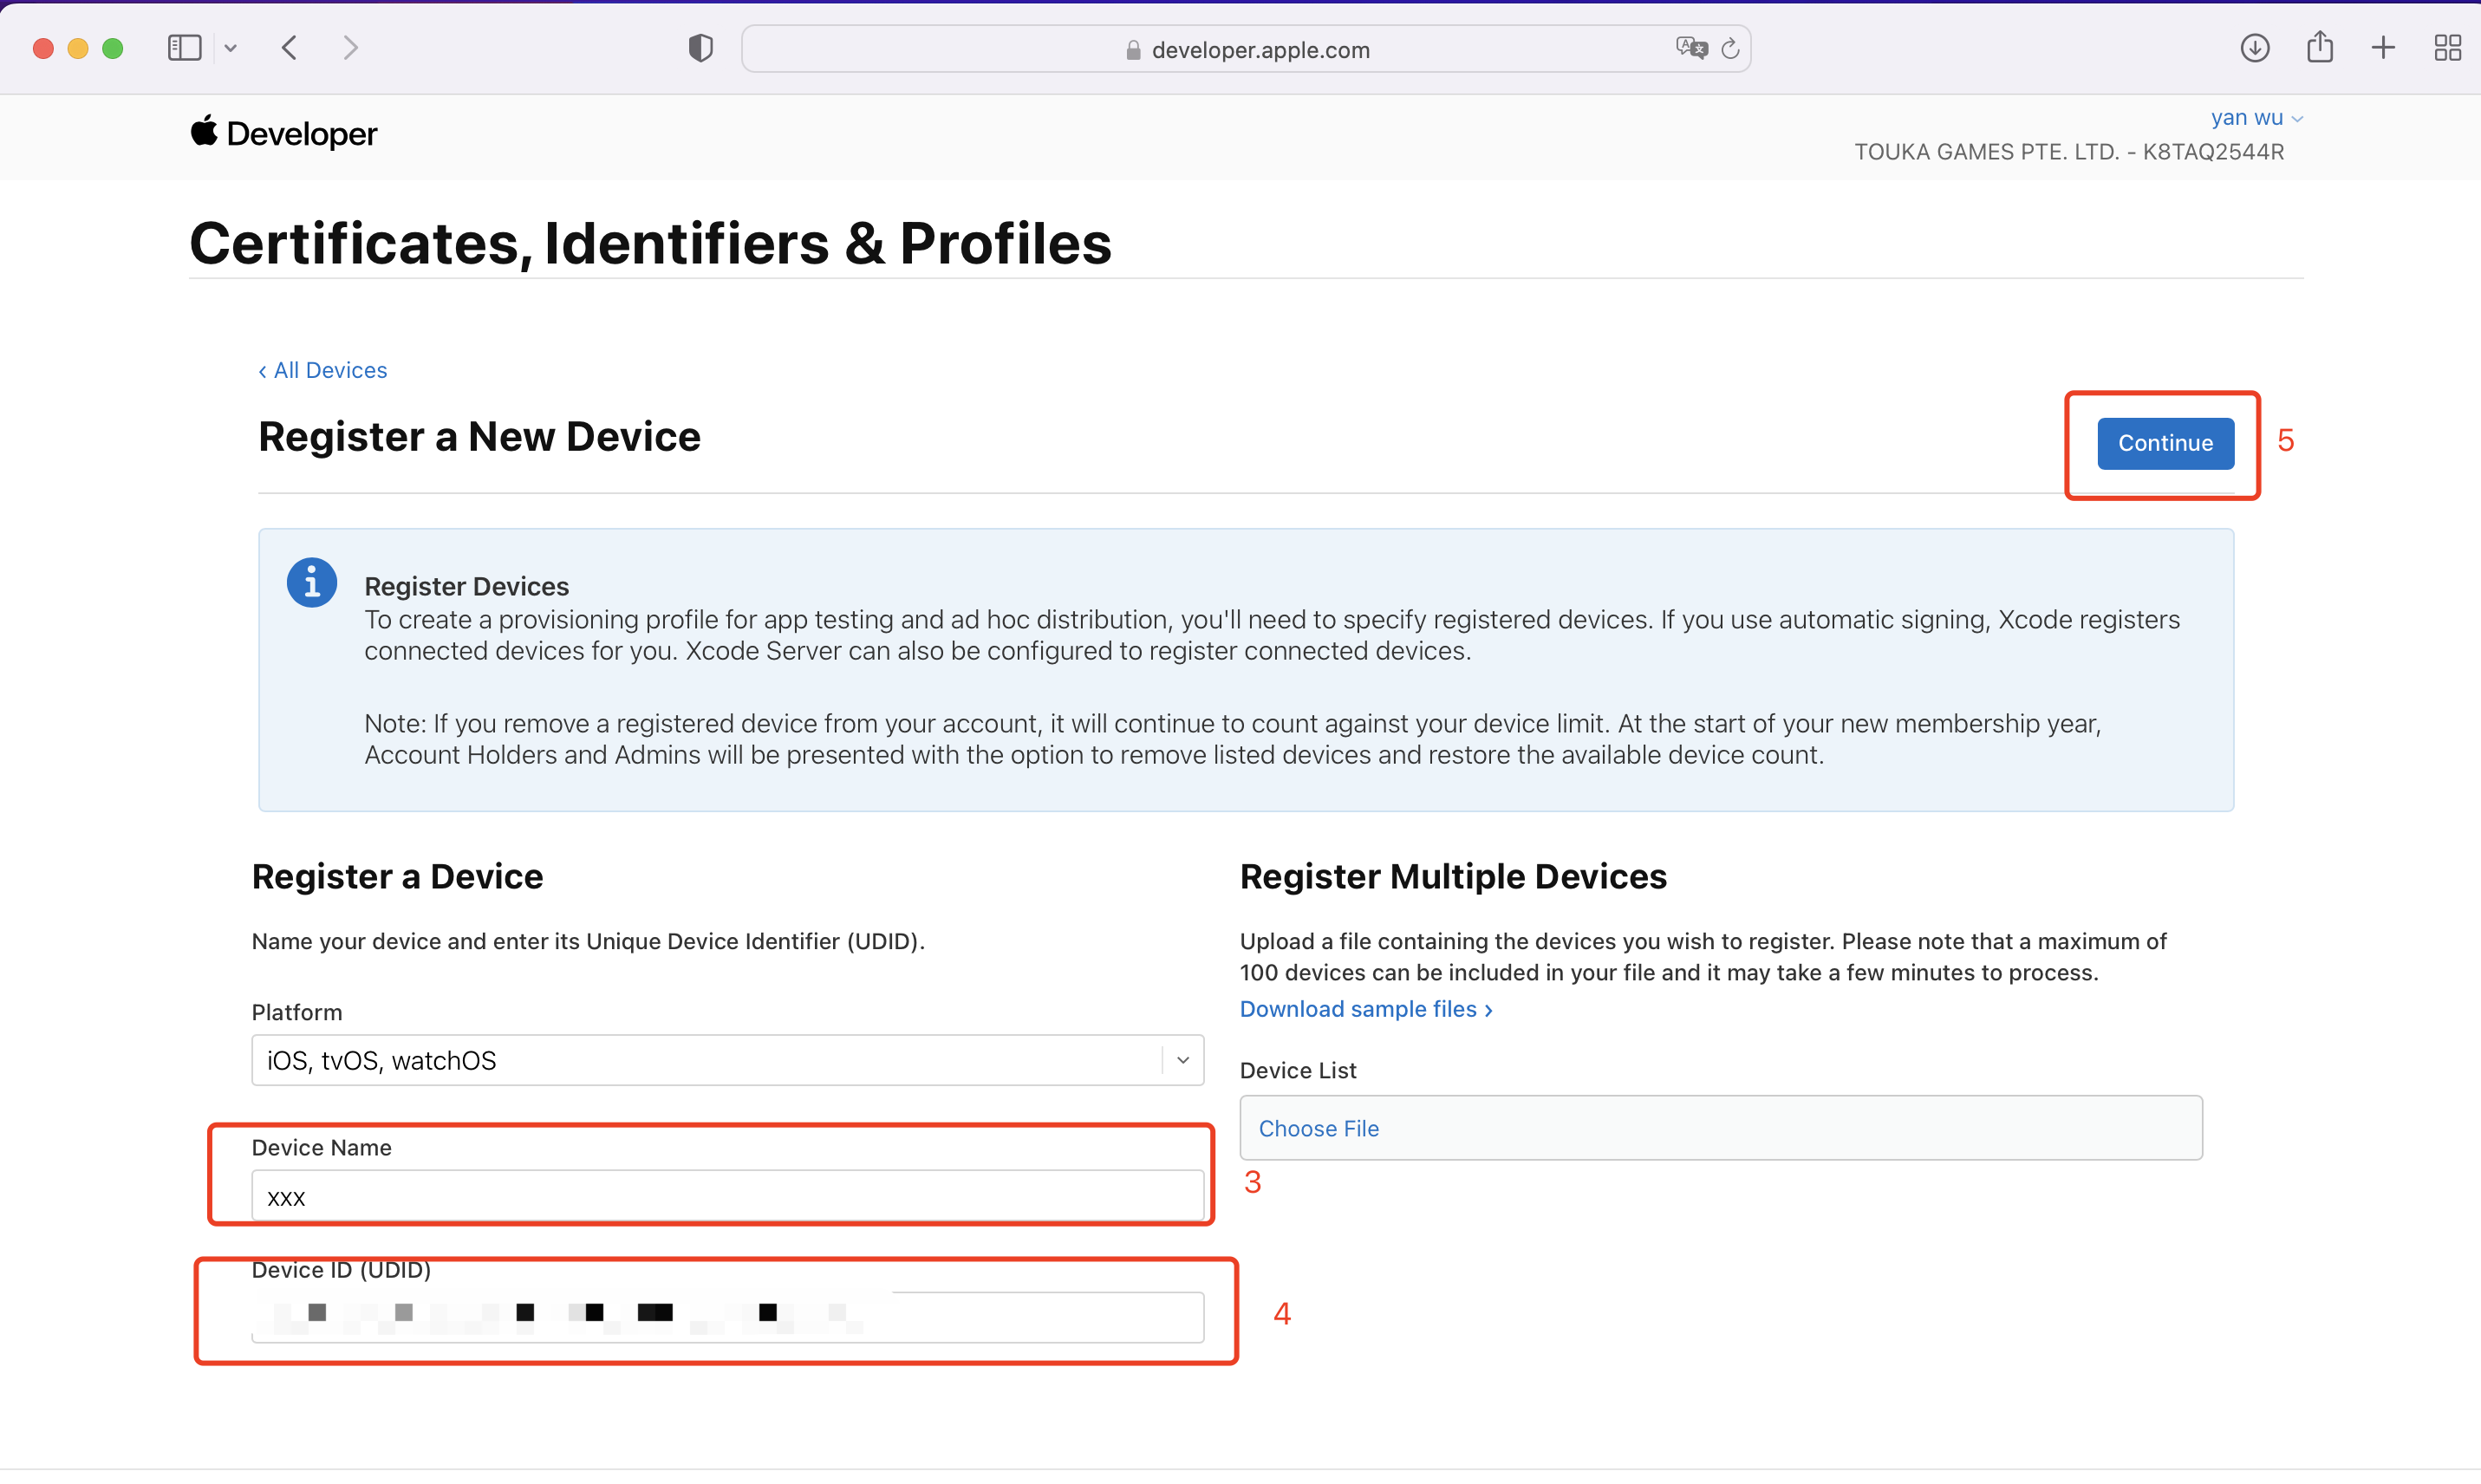 developer.apple.com
Developer
yan wu
TOUKA GAMES PTE. LTD. - K8TAQ2544R
Certificates, Identifiers & Profiles
‹ All Devices
Register a New Device
Continue
5
Register Devices
To create a provisioning profile for app testing and ad hoc distribution, you'll need to specify registered devices. If you use automatic signing, Xcode registers
connected devices for you. Xcode Server can also be configured to register connected devices.
Note: If you remove a registered device from your account, it will continue to count against your device limit. At the start of your new membership year,
Account Holders and Admins will be presented with the option to remove listed devices and restore the available device count.
Register a Device
Name your device and enter its Unique Device Identifier (UDID).
Platform
iOS, tvOS, watchOS
Device Name
xxx
3
Device ID (UDID)
4
Register Multiple Devices
Upload a file containing the devices you wish to register. Please note that a maximum of
100 devices can be included in your file and it may take a few minutes to process.
Download sample files ›
Device List
Choose File